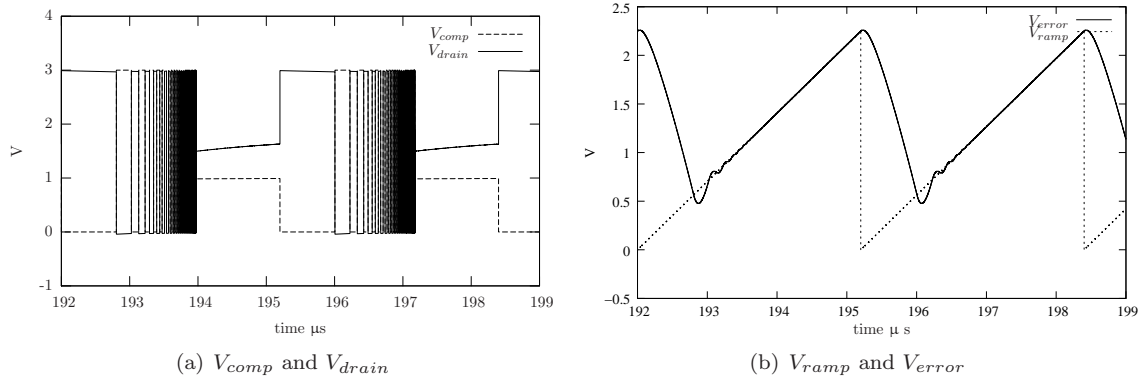 4
3
2
1
0
-1
V
V_comp
V_drain
192 193 194 195 196 197 198 199
time μs
(a) V_comp and V_drain
2.5
2
1.5
1
0.5
0
−0.5
V
V_error
V_ramp
192 193 194 195 196 197 198 199
time μ s
(b) V_ramp and V_error